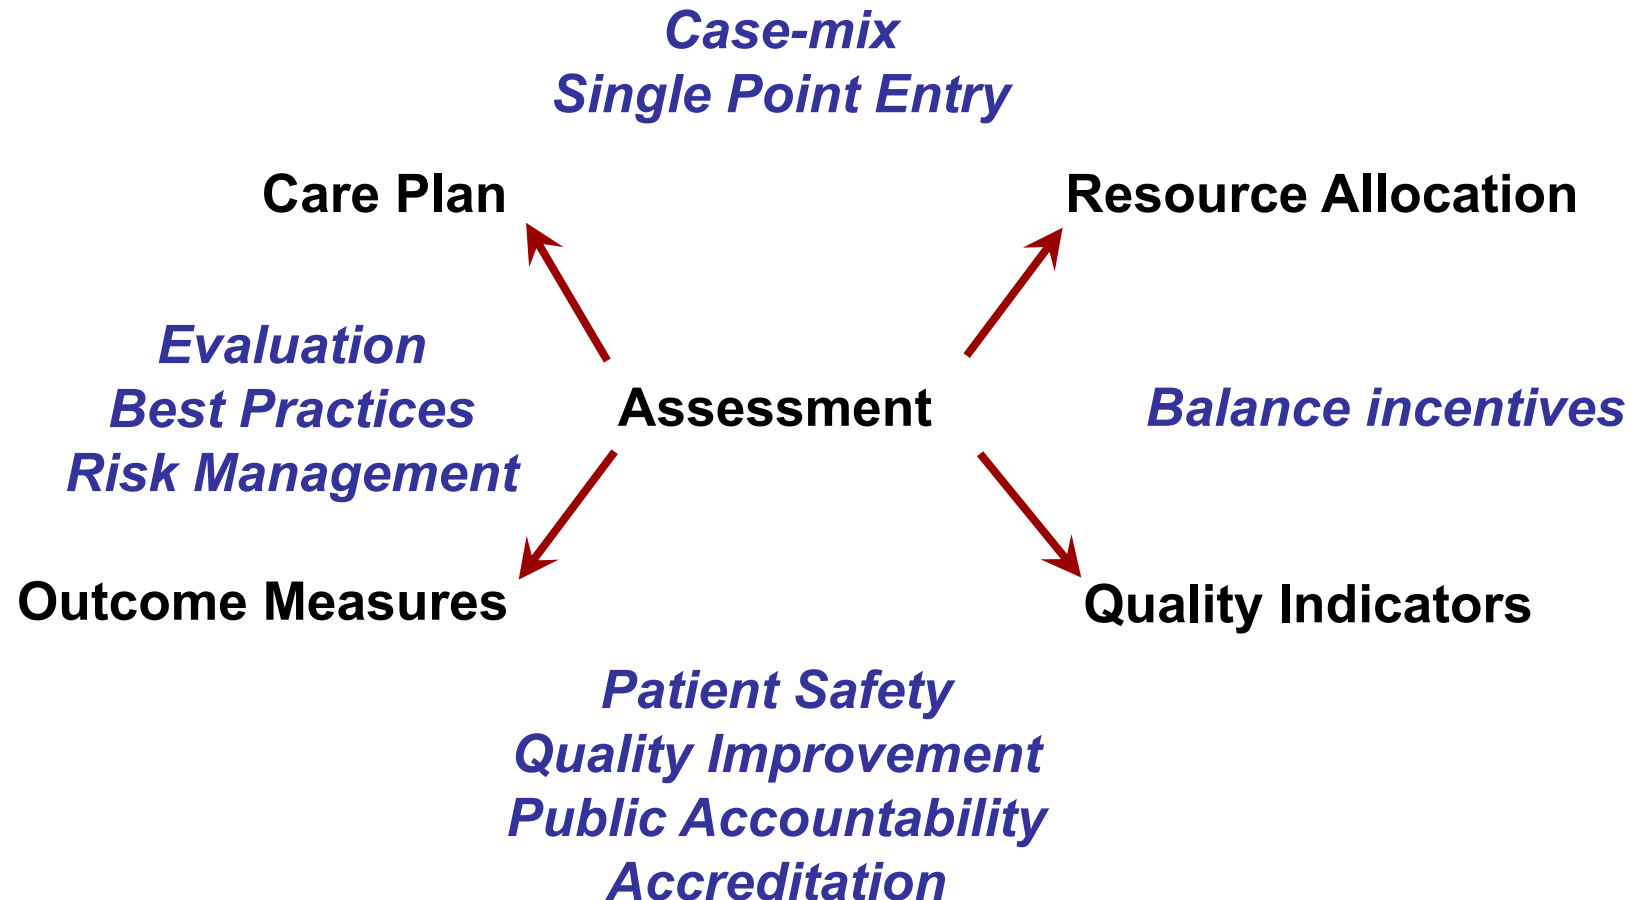 Case-mix
Single Point Entry
Care Plan
Resource Allocation
Evaluation
Best Practices
Risk Management
Assessment
Balance incentives
Outcome Measures
Quality Indicators
Patient Safety
Quality Improvement
Public Accountability
Accreditation